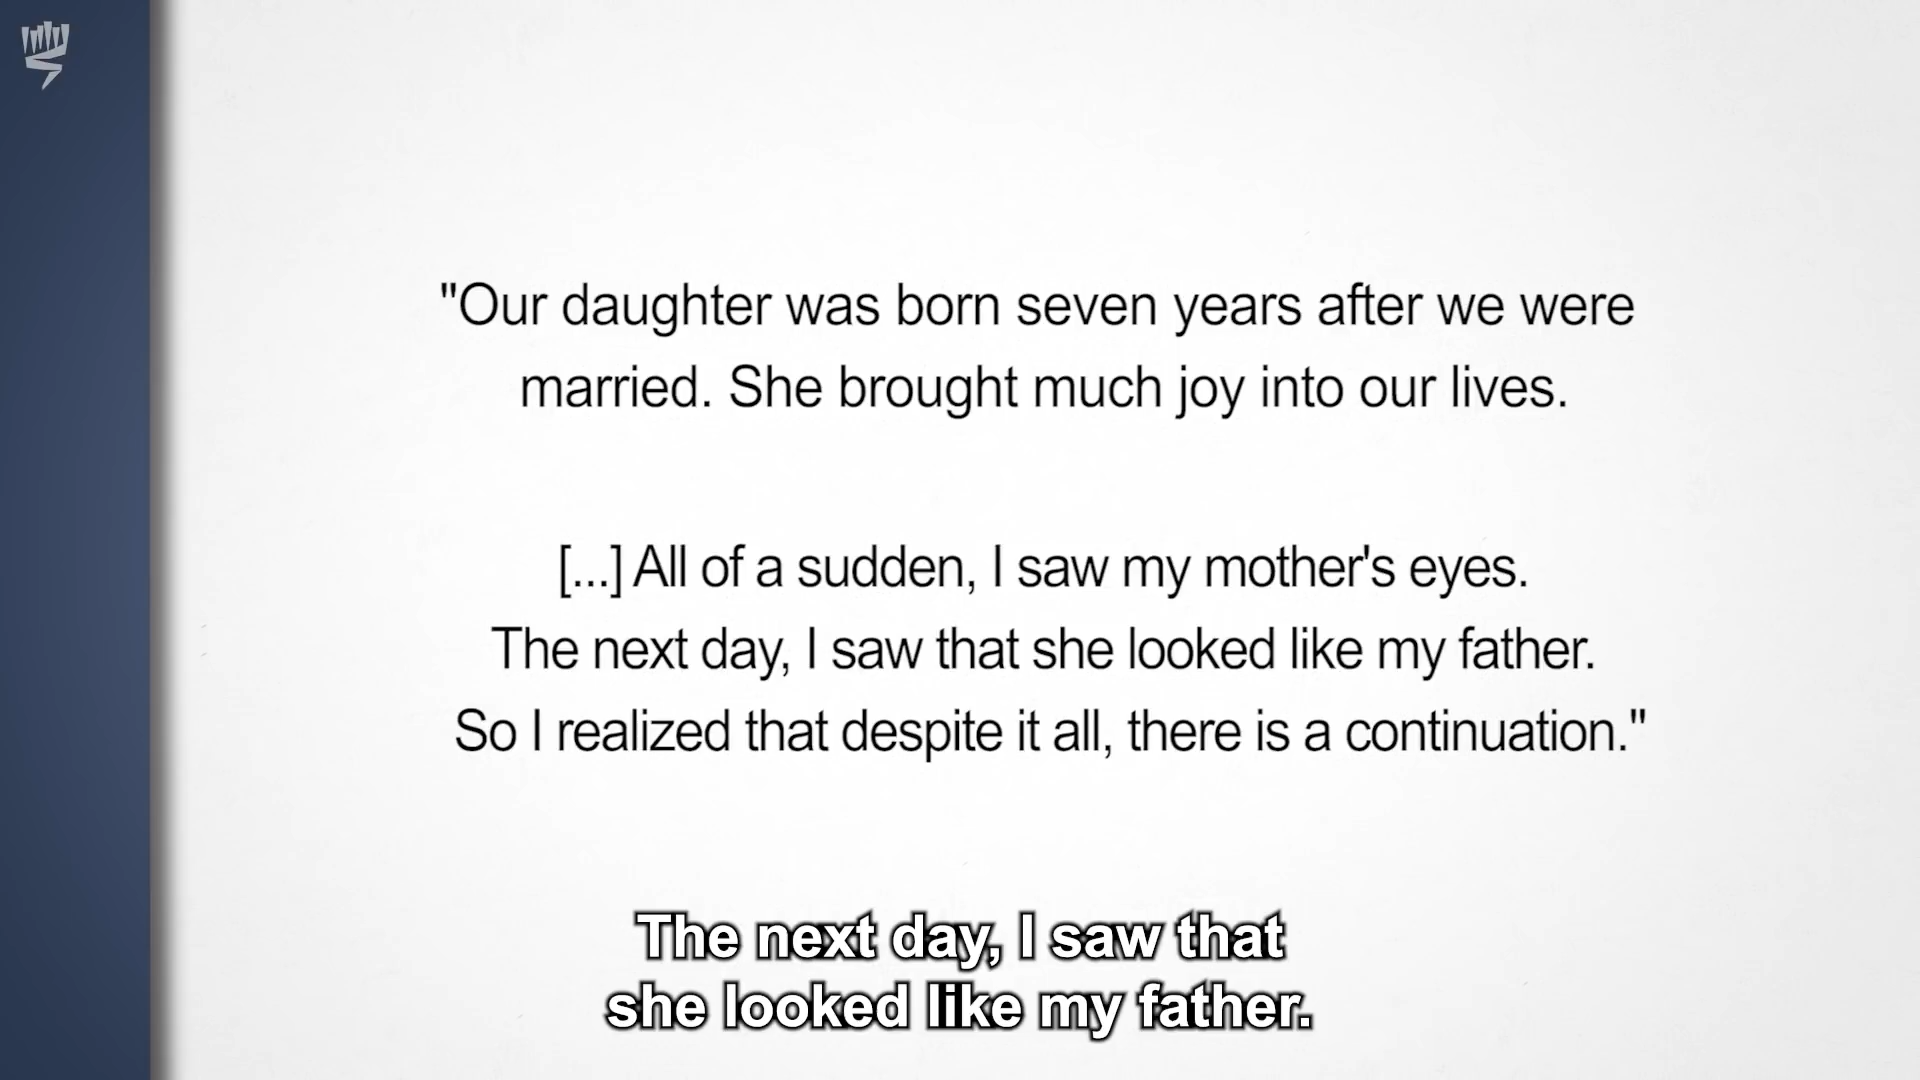 "Our daughter was born seven years after we were
married. She brought much joy into our lives.
[...] All of a sudden, I saw my mother's eyes.
The next day, I saw that she looked like my father.
So I realized that despite it all, there is a continuation."
The next day, I saw that
she looked like my father.